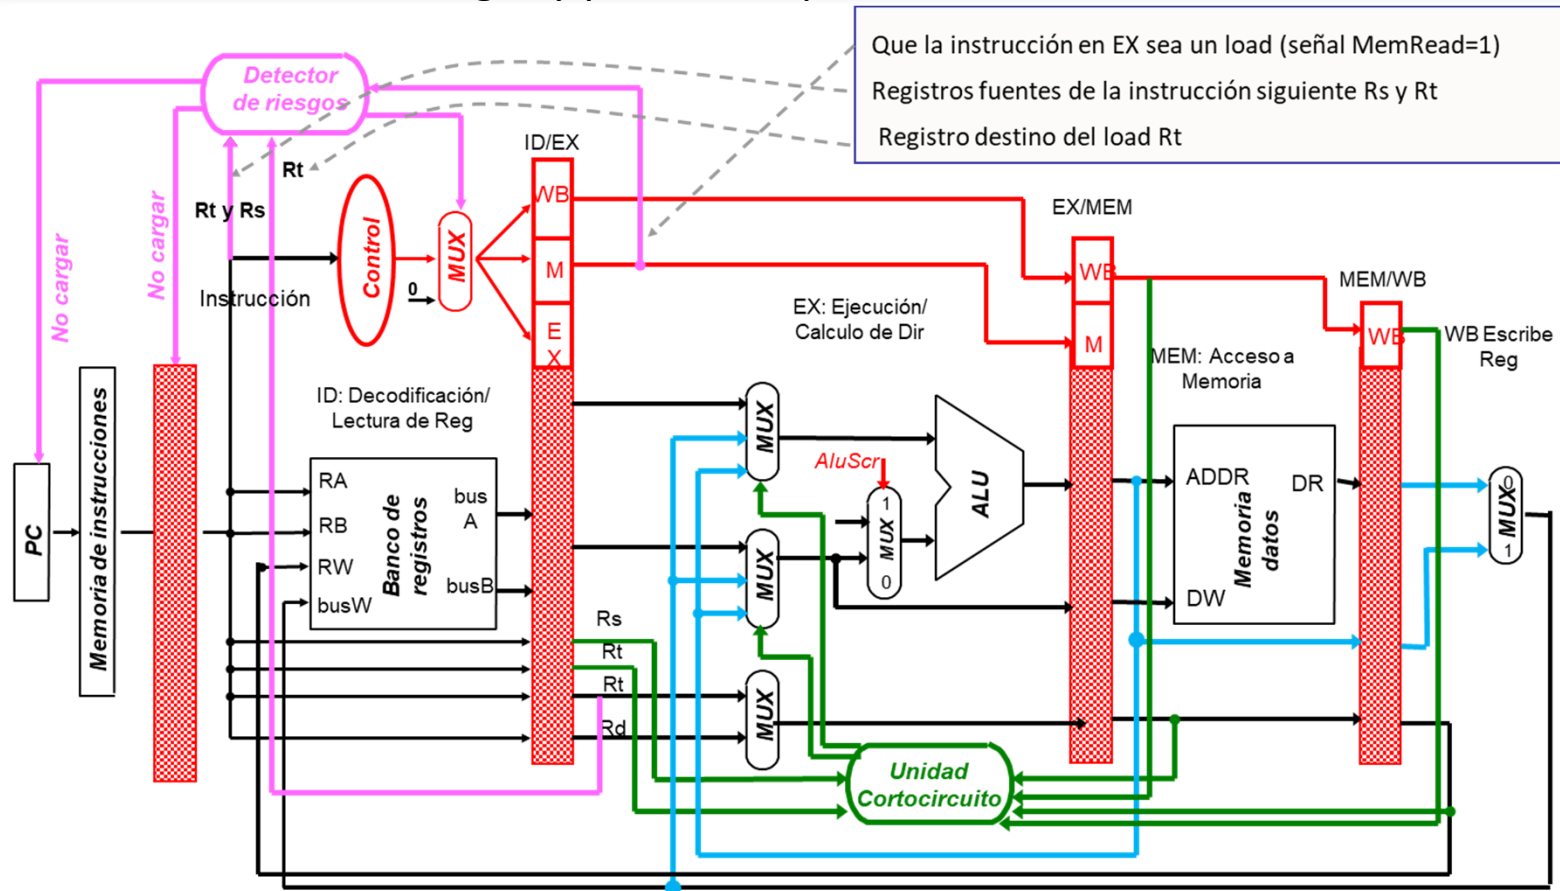 Que la instrucción en EX sea un load (señal MemRead=1)
Registros fuentes de la instrucción siguiente Rs y Rt
Registro destino del load Rt
Detector
de riesgos
ID/EX
Rt
Rt y Rs
No cargar
No cargar
Control
MUX
0
Instrucción
WB
M
E
X
EX/MEM
WB
M
MEM/WB
WB
EX: Ejecución/
Calculo de Dir
MEM: Acceso a
Memoria
WB Escribe
Reg
ID: Decodificación/
Lectura de Reg
PC
Memoria de instrucciones
RA
RB
RW
busW
Banco de
registros
bus
A
busB
MUX
AluScr
1
MUX
0
ALU
MUX
ADDR
DR
DW
Memoria
datos
0
MUX
1
Rs
Rt
Rt
Rd
MUX
Unidad
Cortocircuito